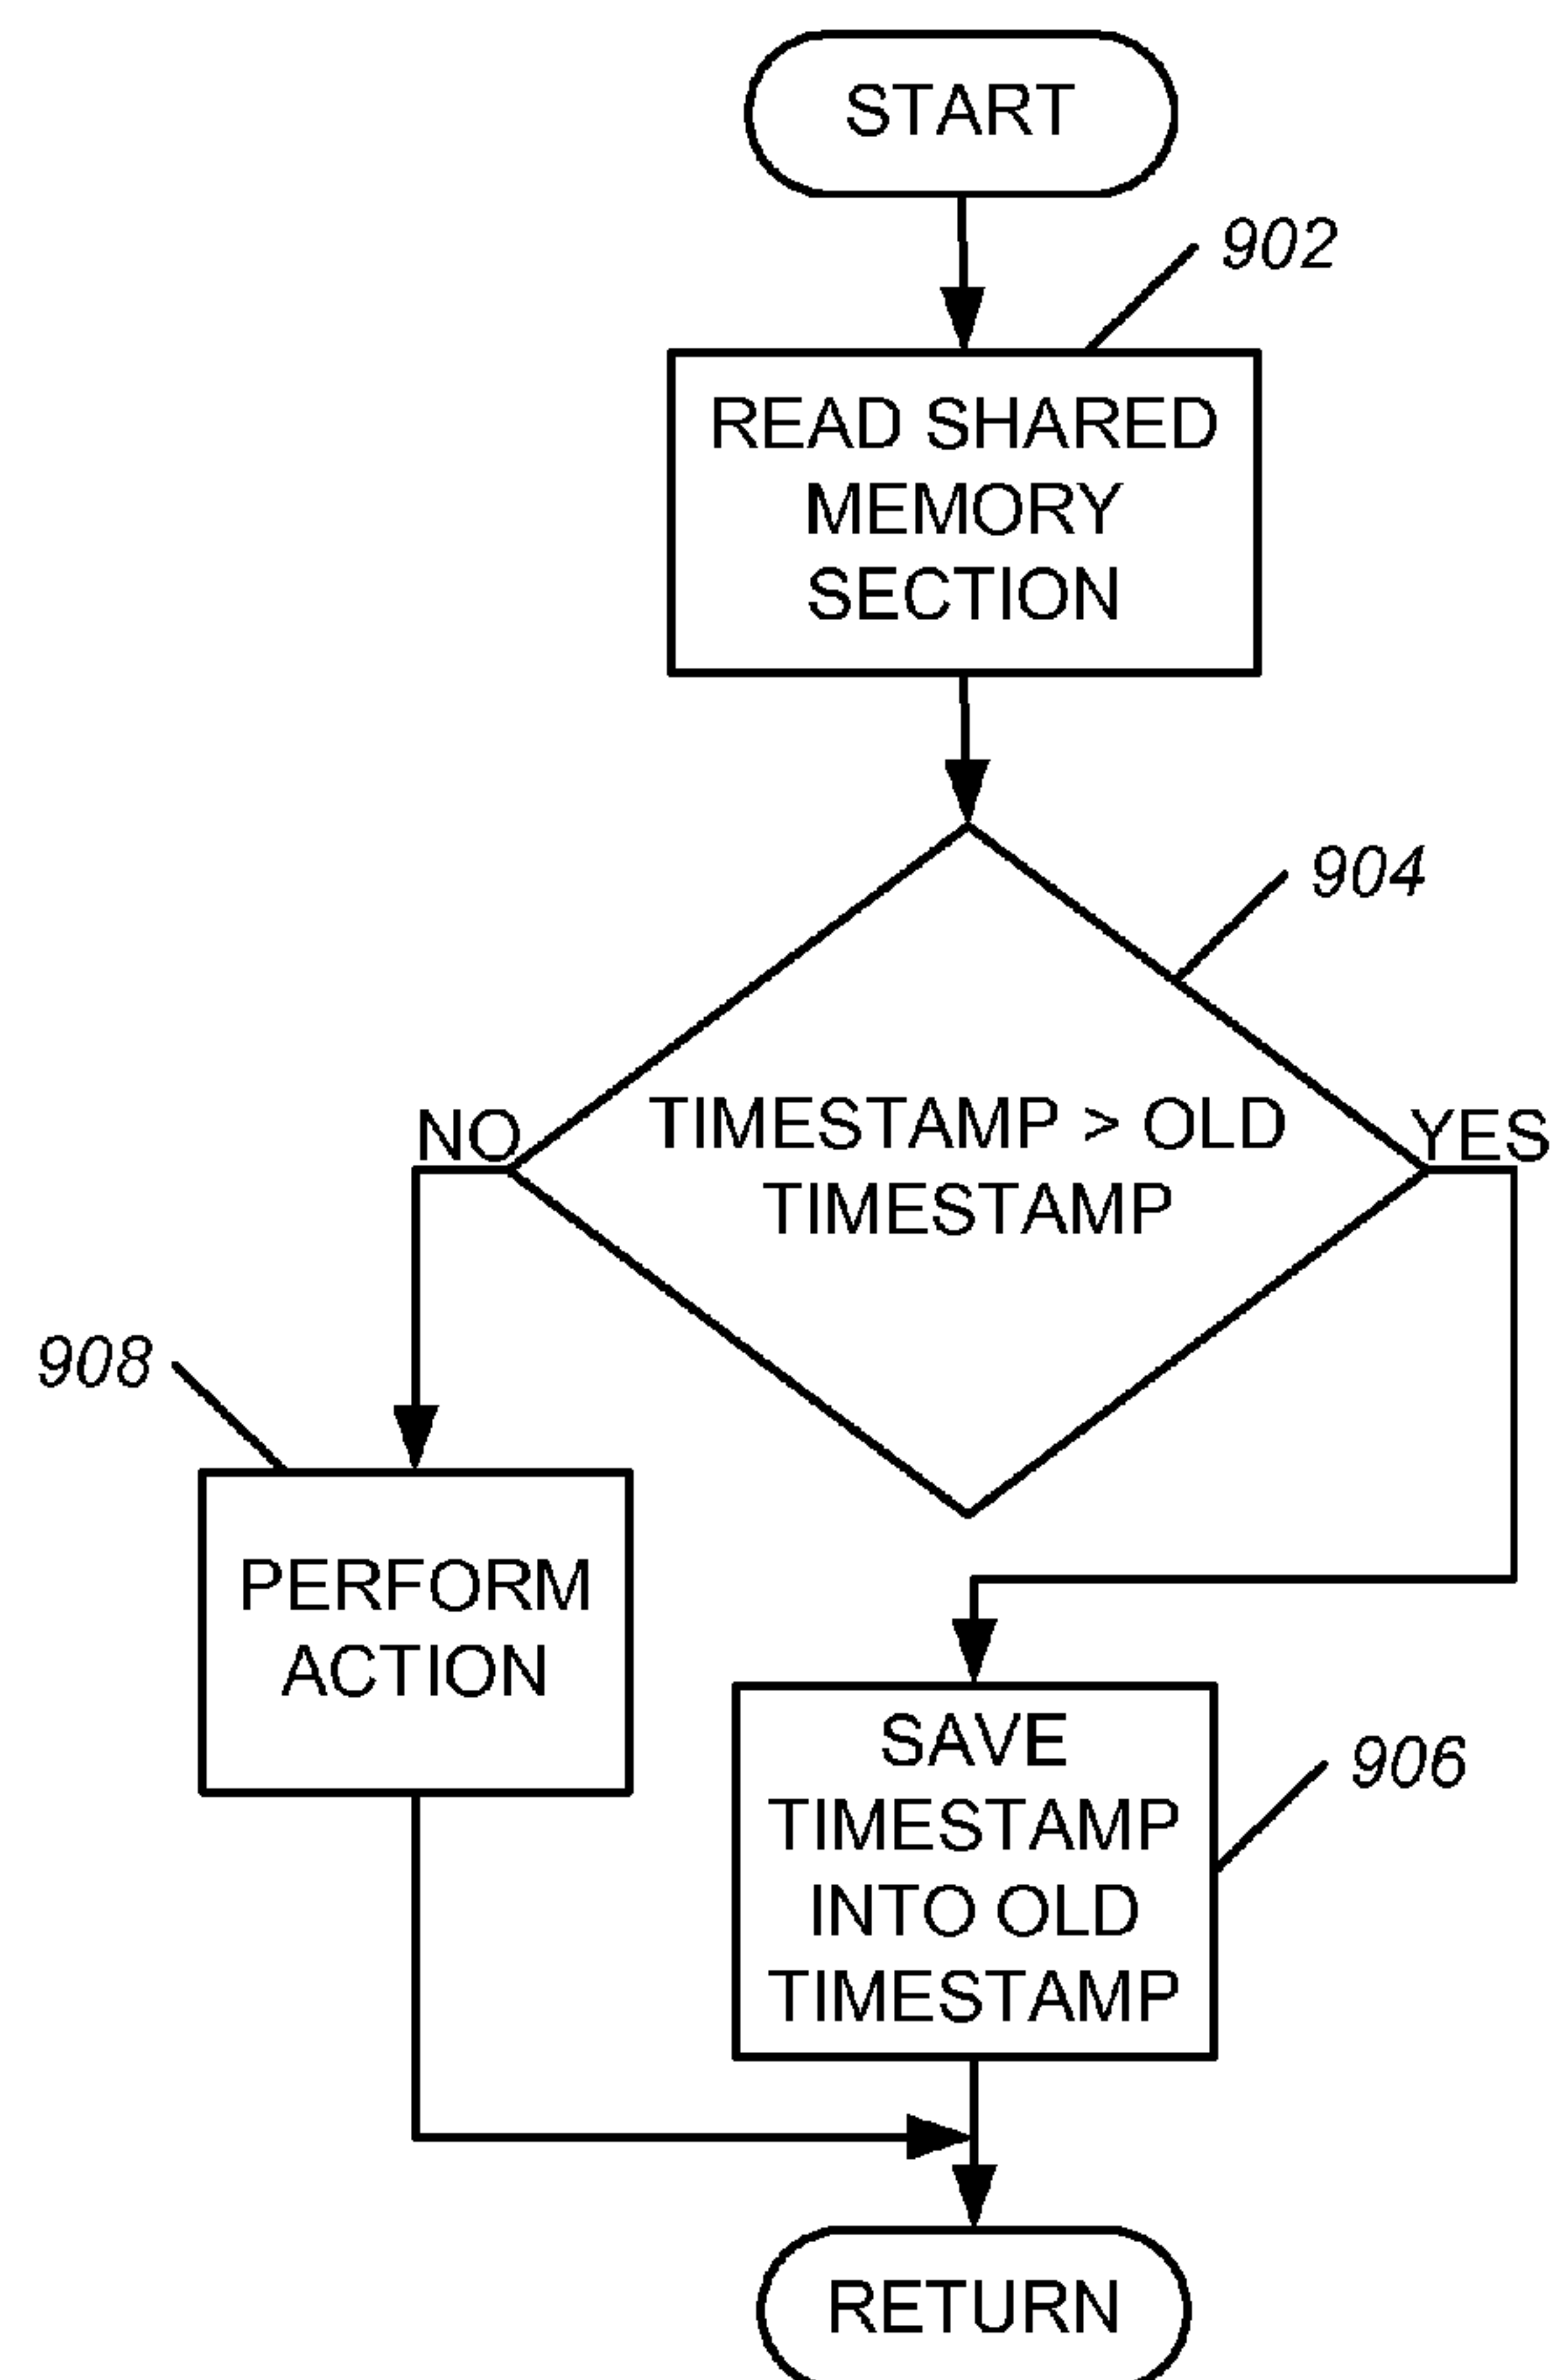 START
902
READ SHARED
MEMORY
SECTION
904
NO
TIMESTAMP > OLD
TIMESTAMP
YES
908
PERFORM
ACTION
SAVE
TIMESTAMP
INTO OLD
TIMESTAMP
906
RETURN